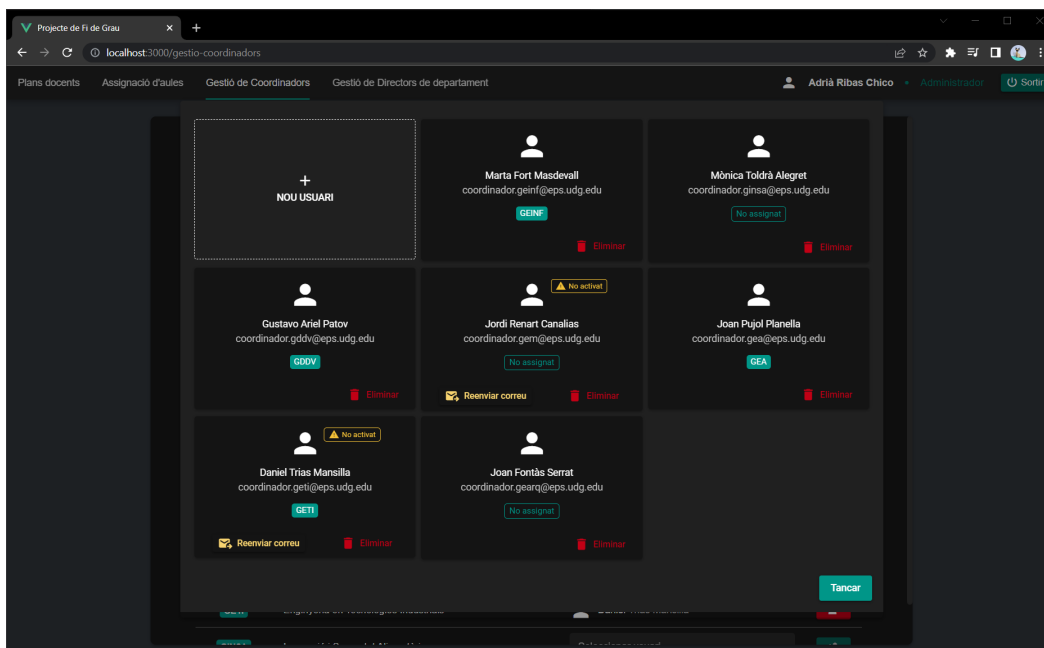 Projecte de Fi de Grau
localhost:3000/gestio-coordinadors
Plans docents Assignació d'aules Gestió de Coordinadors Gestió de Directors de departament Adrià Ribas Chico • Administrador Sortir
+
NOU USUARI
Marta Fort Masdevall
coordinador.geinf@eps.udg.edu
GEINF
Eliminar
Mònica Toldrà Alegret
coordinador.ginsa@eps.udg.edu
No assignat
Eliminar
Gustavo Ariel Patov
coordinador.gddv@eps.udg.edu
GDDV
Eliminar
No activat
Jordi Renart Canalias
coordinador.gem@eps.udg.edu
No assignat
Reenviar correu Eliminar
Joan Pujol Planella
coordinador.gea@eps.udg.edu
GEA
Eliminar
No activat
Daniel Trias Mansilla
coordinador.geti@eps.udg.edu
GETI
Reenviar correu Eliminar
Joan Fontàs Serrat
coordinador.gearq@eps.udg.edu
No assignat
Eliminar
Tancar